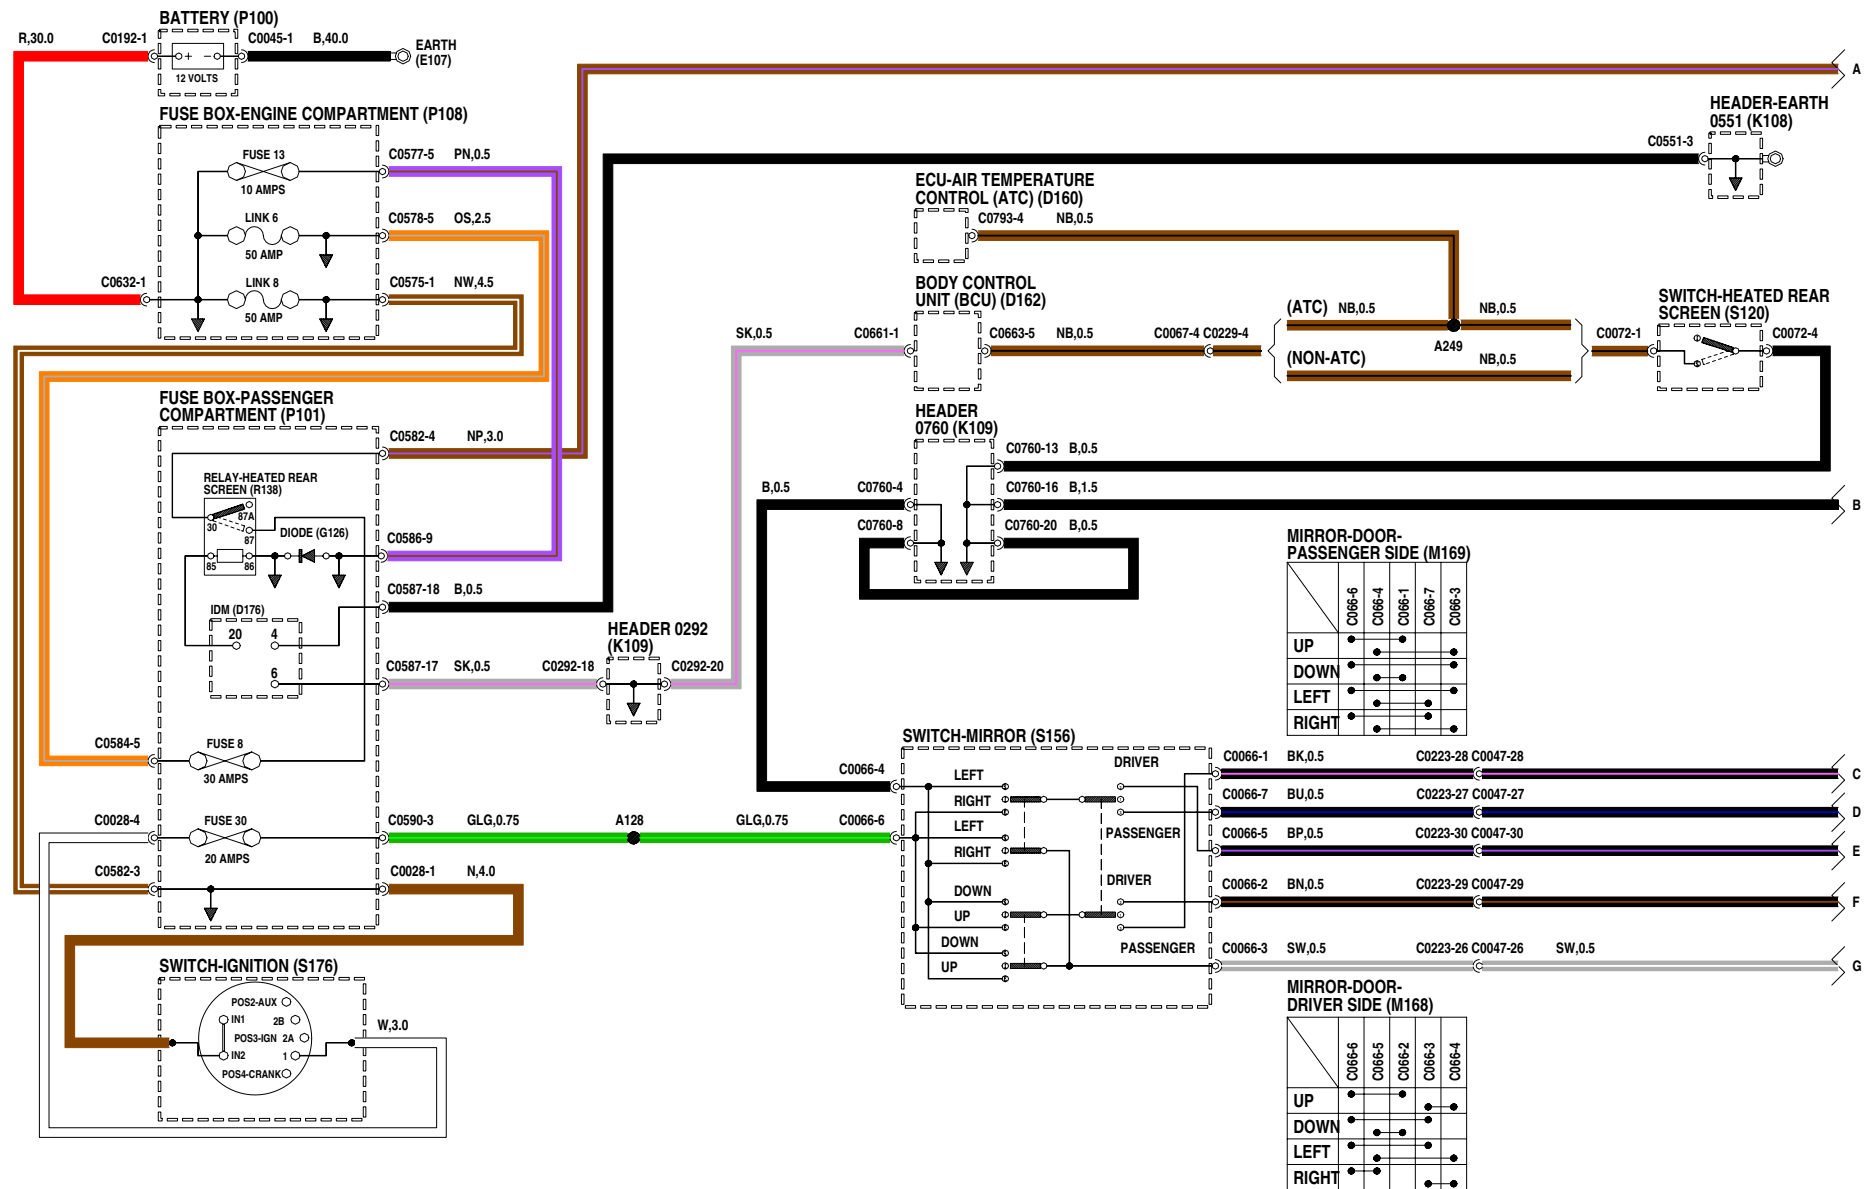 BATTERY (P100)
R,30.0
C0192-1
C0045-1
B,40.0
EARTH
(E107)
+
-
12 VOLTS
A
FUSE BOX-ENGINE COMPARTMENT (P108)
HEADER-EARTH
0551 (K108)
C0551-3
FUSE 13
10 AMPS
C0577-5
PN,0.5
LINK 6
50 AMP
C0578-5
OS,2.5
C0632-1
LINK 8
50 AMP
C0575-1
NW,4.5
ECU-AIR TEMPERATURE
CONTROL (ATC) (D160)
C0793-4
NB,0.5
BODY CONTROL
UNIT (BCU) (D162)
SK,0.5
C0661-1
C0663-5
NB,0.5
C0067-4
C0229-4
(ATC)
NB,0.5
NB,0.5
A249
(NON-ATC)
NB,0.5
SWITCH-HEATED REAR
SCREEN (S120)
C0072-1
C0072-4
FUSE BOX-PASSENGER
COMPARTMENT (P101)
C0582-4
NP,3.0
RELAY-HEATED REAR
SCREEN (R138)
87A
30
87
85
86
DIODE (G126)
C0586-9
C0587-18
B,0.5
IDM (D176)
20
4
6
C0587-17
SK,0.5
C0292-18
HEADER 0292
(K109)
C0292-20
HEADER
0760 (K109)
C0760-13
B,0.5
B,0.5
C0760-4
C0760-16
B,1.5
B
C0760-8
C0760-20
B,0.5
MIRROR-DOOR-
PASSENGER SIDE (M169)
C066-6
C066-4
C066-1
C066-7
C066-3
UP
DOWN
LEFT
RIGHT
C0584-5
FUSE 8
30 AMPS
C0028-4
FUSE 30
20 AMPS
C0590-3
GLG,0.75
A128
GLG,0.75
C0066-6
C0582-3
C0028-1
N,4.0
SWITCH-MIRROR (S156)
C0066-4
LEFT
RIGHT
LEFT
RIGHT
DOWN
UP
DOWN
UP
DRIVER
PASSENGER
DRIVER
PASSENGER
C0066-1
BK,0.5
C0223-28
C0047-28
C
C0066-7
BU,0.5
C0223-27
C0047-27
D
C0066-5
BP,0.5
C0223-30
C0047-30
E
C0066-2
BN,0.5
C0223-29
C0047-29
F
C0066-3
SW,0.5
C0223-26
C0047-26
SW,0.5
G
SWITCH-IGNITION (S176)
POS2-AUX
IN1
2B
POS3-IGN
2A
IN2
1
POS4-CRANK
W,3.0
MIRROR-DOOR-
DRIVER SIDE (M168)
C066-6
C066-5
C066-2
C066-3
C066-4
UP
DOWN
LEFT
RIGHT